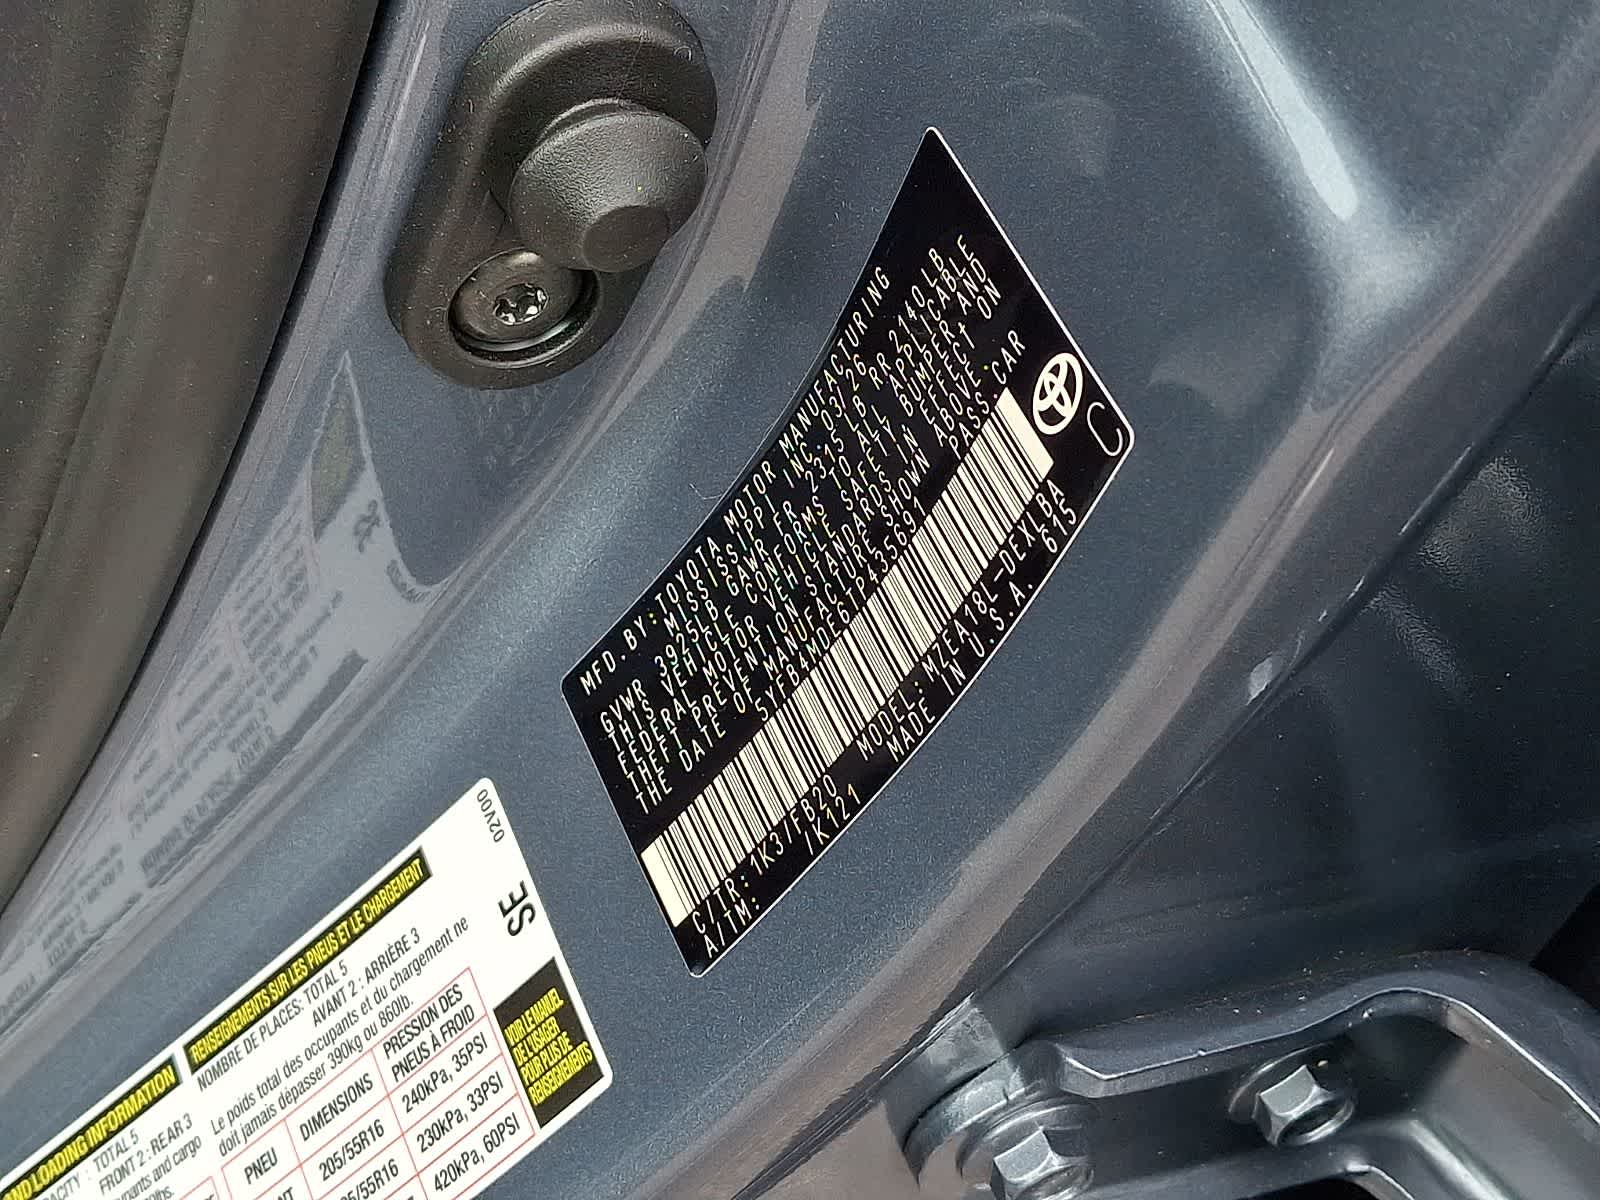 MFD.BY:TOYOTA MOTOR MANUFACTURING
MISSISSIPPI INC. 03/26
GVWR 3925LB GAWR FR 2315LB RR 2140LB
THIS VEHICLE CONFORMS TO ALL APPLICABLE
FEDERAL MOTOR VEHICLE SAFETY, BUMPER AND
THEFT PREVENTION STANDARDS IN EFFECT ON
THE DATE OF MANUFACTURE SHOWN ABOVE.
PASS.CAR
C/TR:1K3/FB20 MODEL:MZEA18L-DEXLBA
A/TM: /K121 MADE IN U.S.A. 615
C
02V00
SE
RENSEIGNEMENTS SUR LES PNEUS ET LE CHARGEMENT
NOMBRE DE PLACES: TOTAL 5
AVANT 2 : ARRIÈRE 3
Le poids total des occupants et du chargement ne
doit jamais dépasser 390kg ou 860lb.
PNEU DIMENSIONS PRESSION DES
PNEUS À FROID
205/55R16 240kPa, 35PSI
230kPa, 33PSI
420kPa, 60PSI
VOIR LE MANUEL
DE L'USAGER
POUR PLUS DE
RENSEIGNEMENTS
AND LOADING INFORMATION
TOTAL 5
FRONT 2 : REAR 3
and cargo